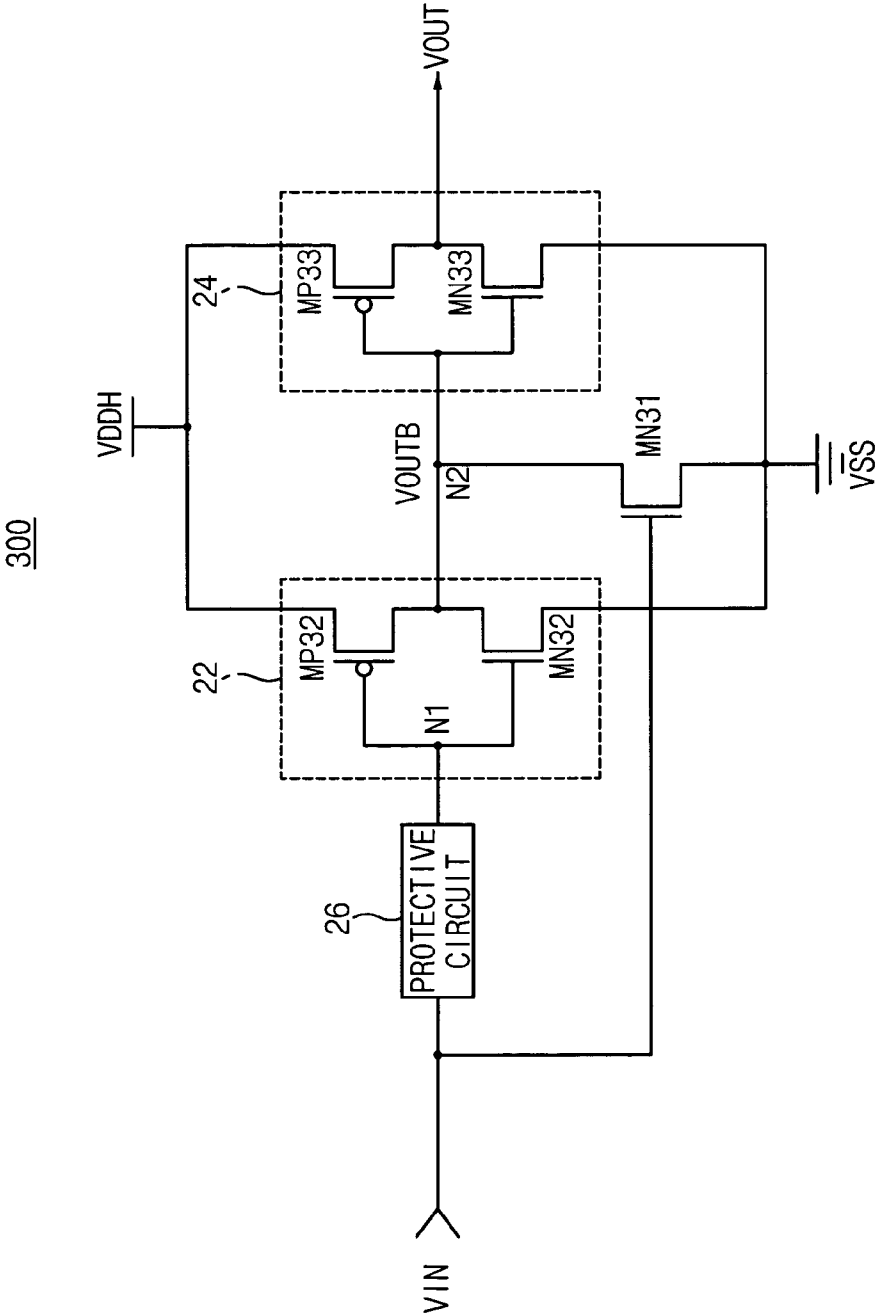 300
VDDH
22
24
MP32
MP33
26
PROTECTIVE
CIRCUIT
N1
VOUTB
N2
VIN
VOUT
MN32
MN33
MN31
VSS